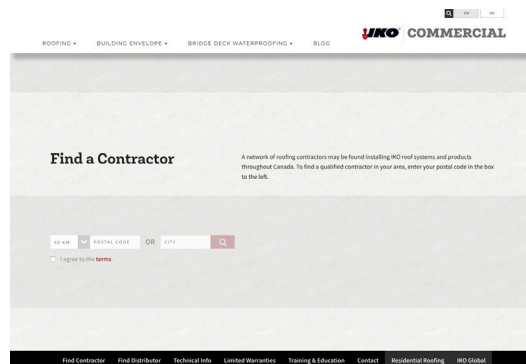 EN FR
IKO COMMERCIAL
ROOFING BUILDING ENVELOPE BRIDGE DECK WATERPROOFING BLOG
Find a Contractor
A network of roofing contractors may be found installing IKO roof systems and products
throughout Canada. To find a qualified contractor in your area, enter your postal code in the box
to the left.
50 KM POSTAL CODE OR CITY
I agree to the terms.
Find Contractor Find Distributor Technical Info Limited Warranties Training & Education Contact Residential Roofing IKO Global